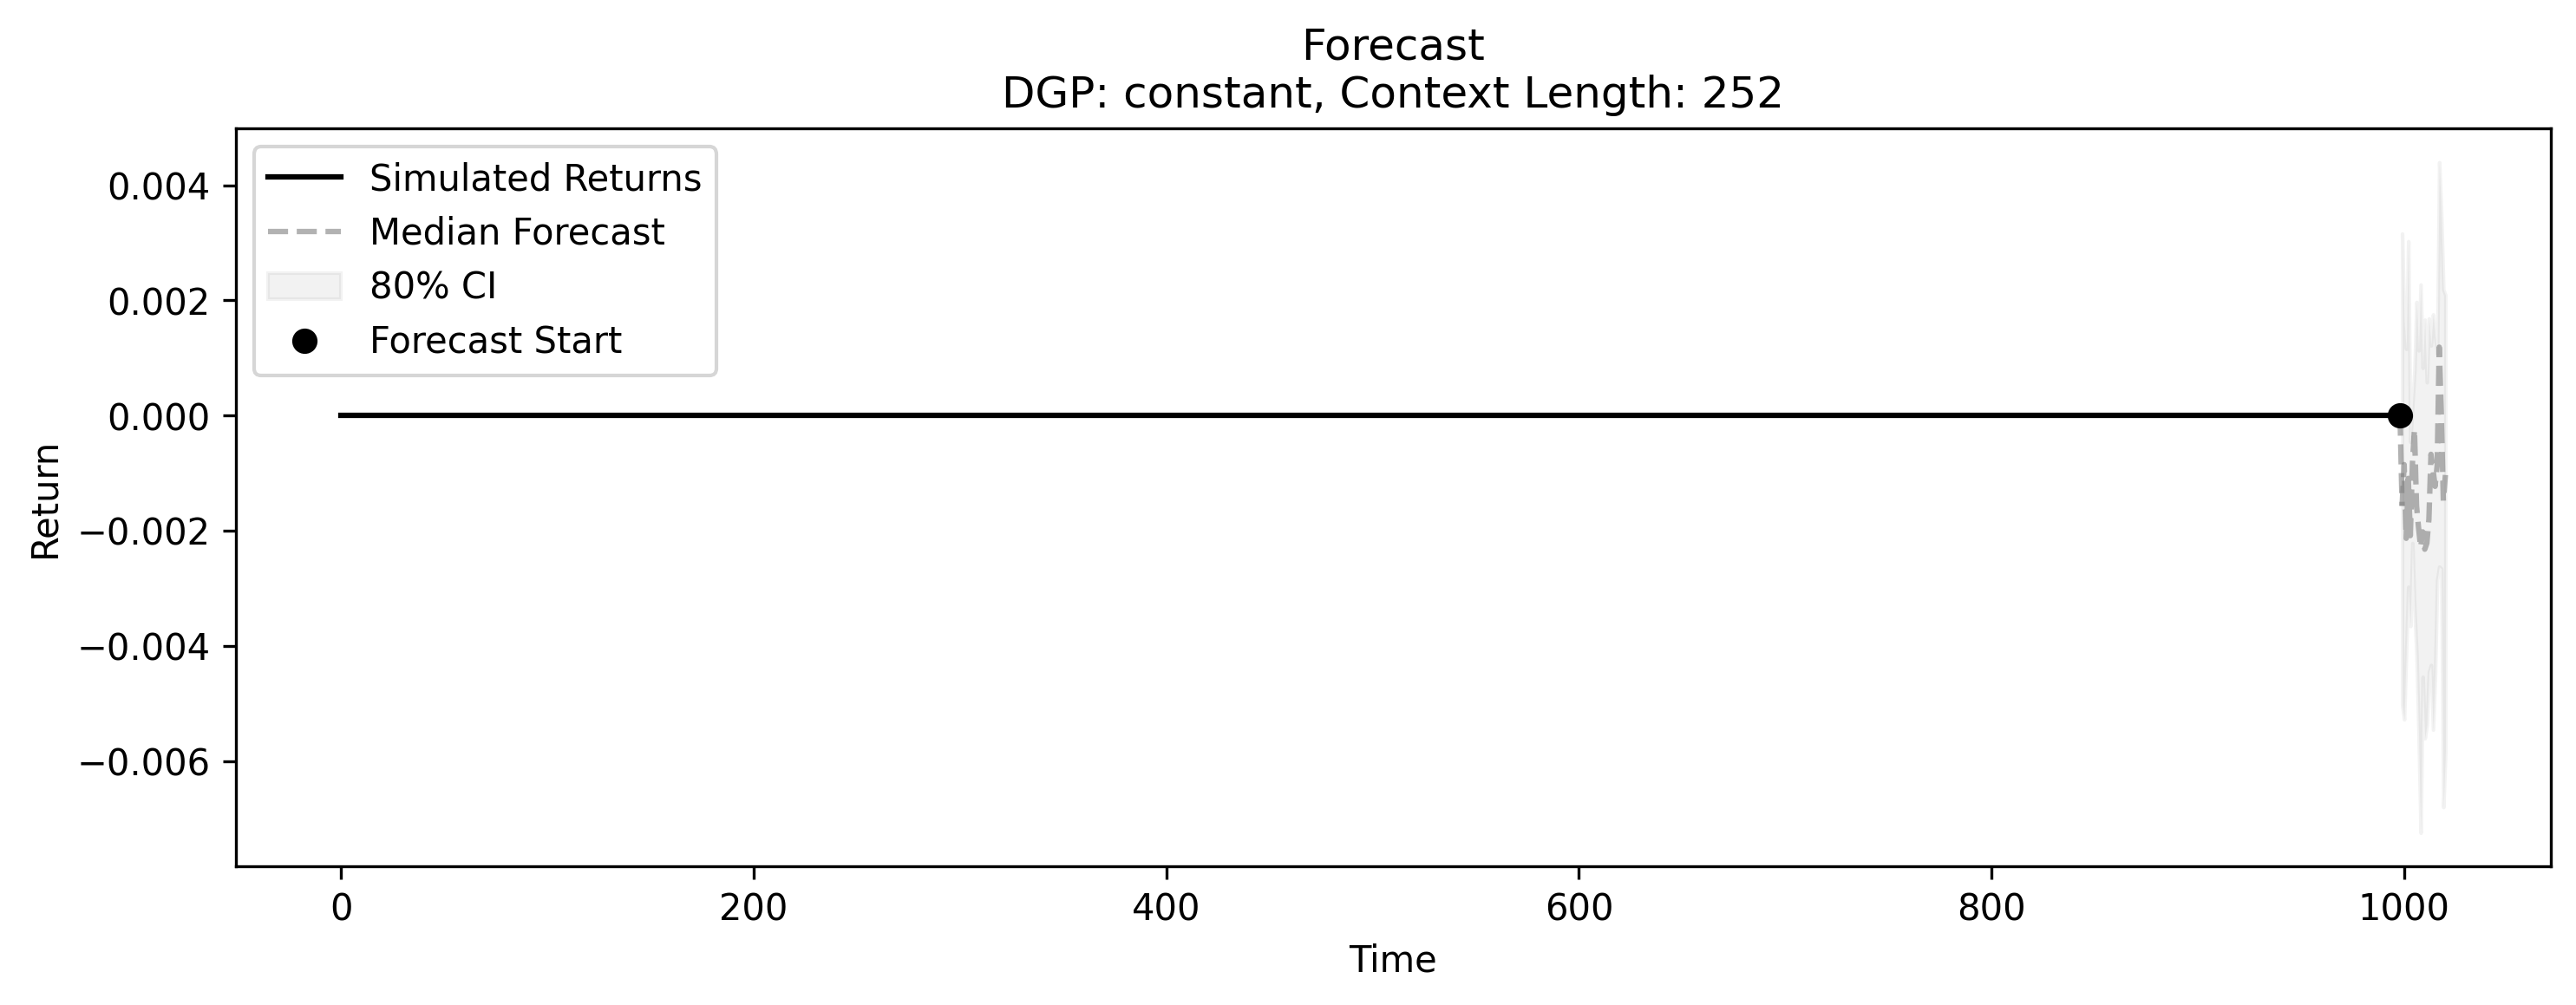 Forecast
DGP: constant, Context Length: 252
Simulated Returns
Median Forecast
80% CI
Forecast Start
Return
0.004
0.002
0.000
−0.002
−0.004
−0.006
0
200
400
600
800
1000
Time